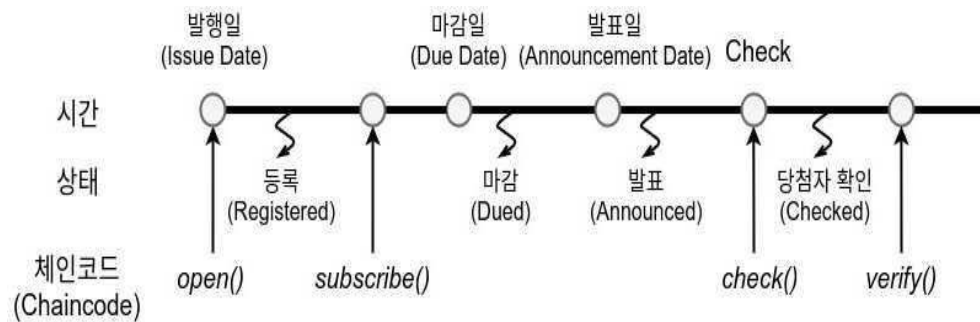 발행일
(Issue Date)
마감일
(Due Date)
발표일
(Announcement Date)
Check
시간
상태
등록
(Registered)
마감
(Dued)
발표
(Announced)
당첨자 확인
(Checked)
체인코드
(Chaincode)
open()
subscribe()
check()
verify()